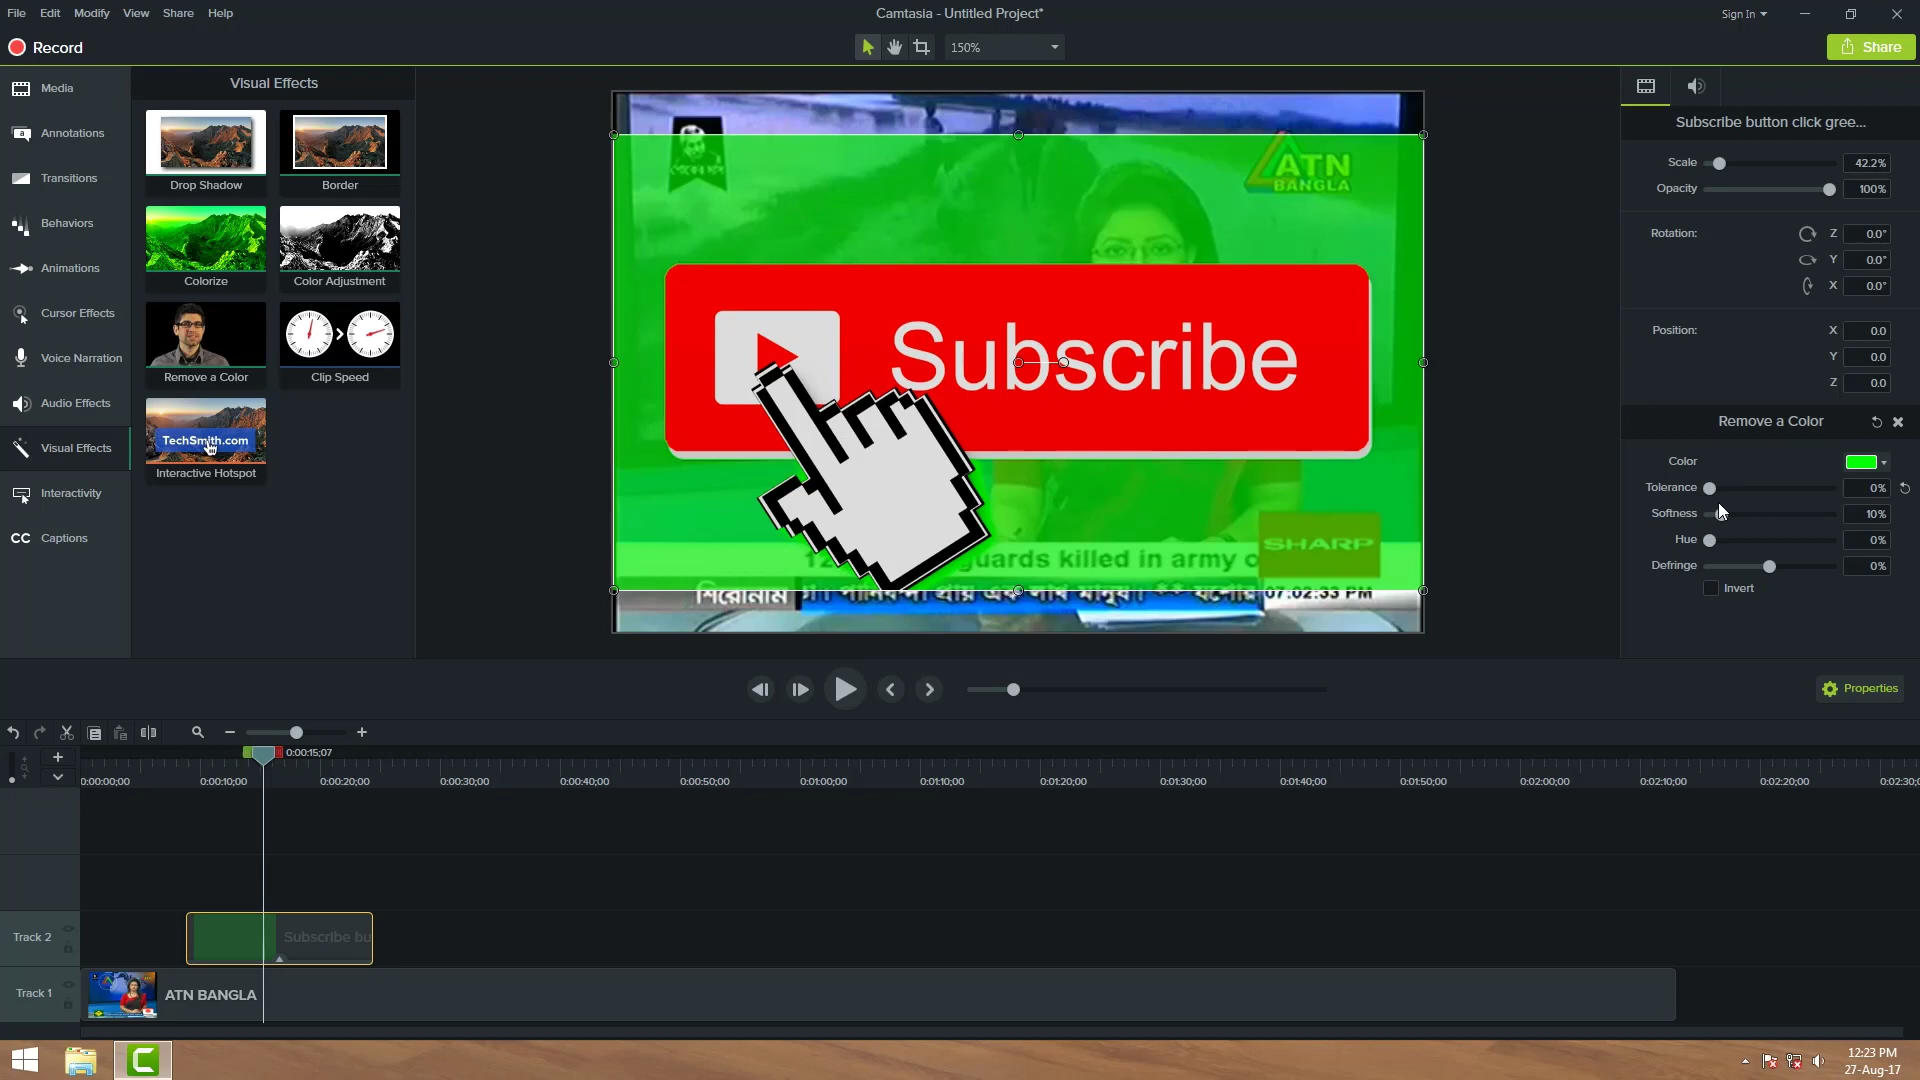 File Edit Modify View Share Help
Camtasia - Untitled Project*
Sign In
Record
150%
Share
Media
Annotations
Transitions
Behaviors
Animations
Cursor Effects
Voice Narration
Audio Effects
Visual Effects
Interactivity
CC Captions
Visual Effects
Drop Shadow Border
Colorize Color Adjustment
Remove a Color Clip Speed
TechSmith.com
Interactive Hotspot
ATN
BANGLA
Subscribe
SHARP
guards killed in army o
শিরোনাম
07:02:33 PM
Subscribe button click gree...
Scale 42.2%
Opacity 100%
Rotation: Z 0.0°
Y 0.0°
X 0.0°
Position: X 0.0
Y 0.0
Z 0.0
Remove a Color
Color
Tolerance 0%
Softness 10%
Hue 0%
Defringe 0%
Invert
Properties
0:00:15;07
0:00:00;00 0:00:10;00 0:00:20;00 0:00:30;00 0:00:40;00 0:00:50;00 0:01:00;00 0:01:10;00 0:01:20;00 0:01:30;00 0:01:40;00 0:01:50;00 0:02:00;00 0:02:10;00 0:02:20;00 0:02:30;0
Track 2
Subscribe bu
Track 1
ATN BANGLA
12:23 PM
27-Aug-17